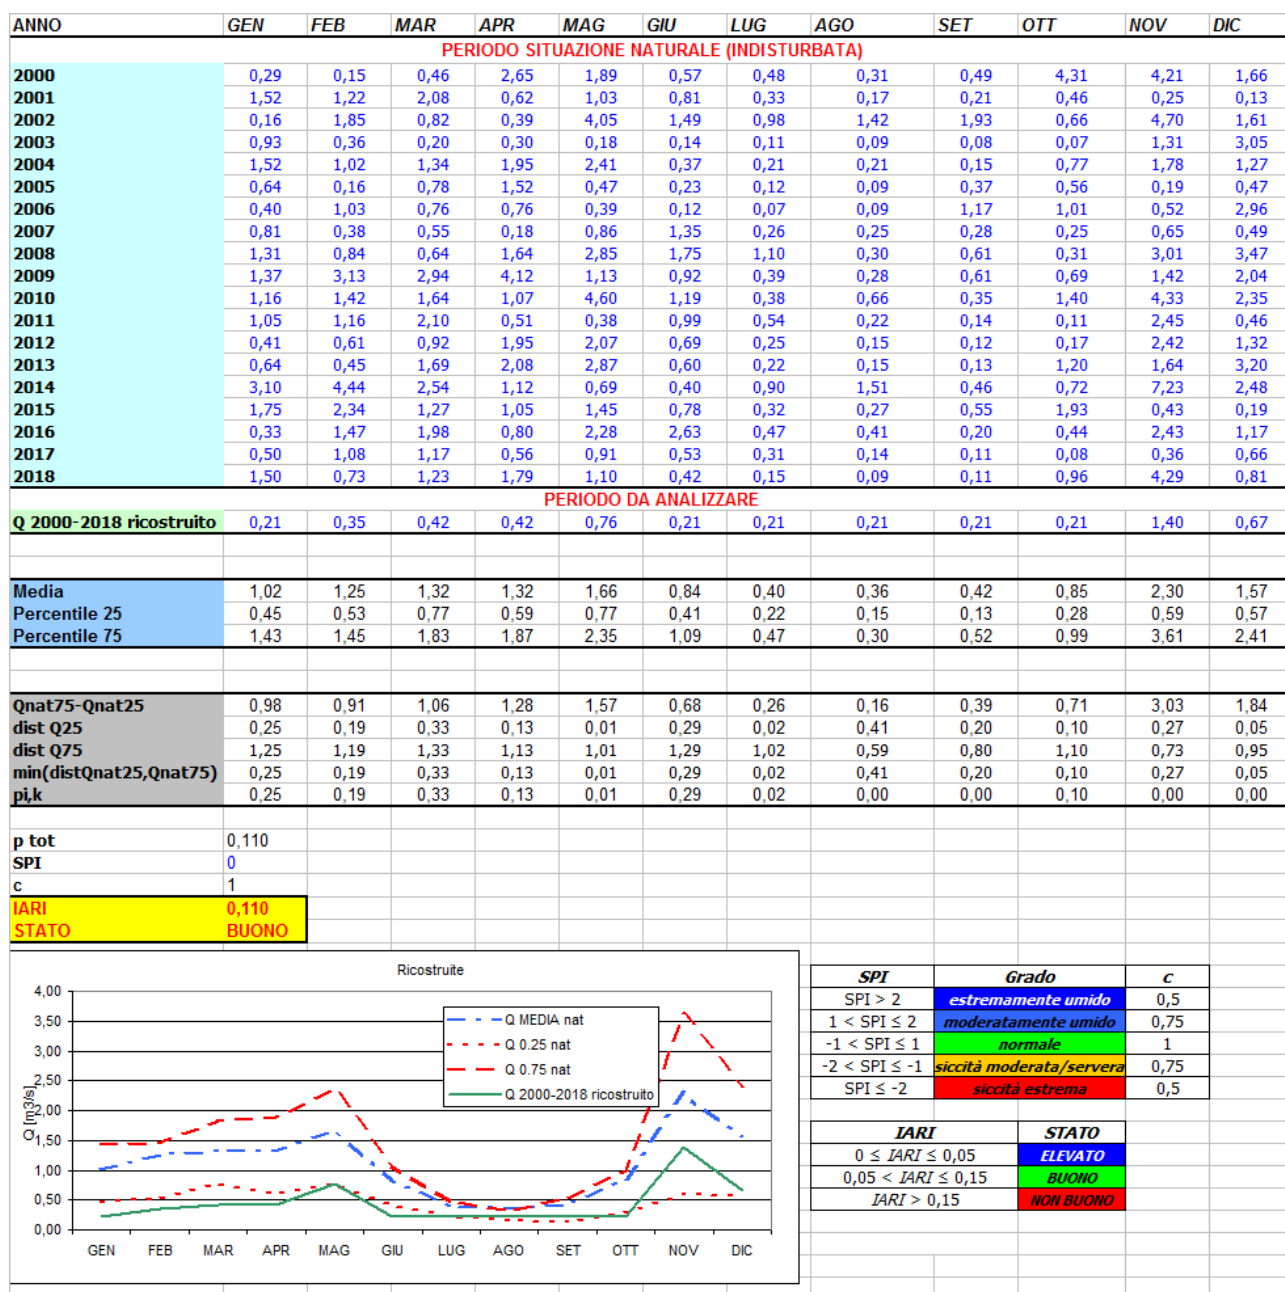 ANNO GEN FEB MAR APR MAG GIU LUG AGO SET OTT NOV DIC
PERIODO SITUAZIONE NATURALE (INDISTURBATA)
2000 0,29 0,15 0,46 2,65 1,89 0,57 0,48 0,31 0,49 4,31 4,21 1,66
2001 1,52 1,22 2,08 0,62 1,03 0,81 0,33 0,17 0,21 0,46 0,25 0,13
2002 0,16 1,85 0,82 0,39 4,05 1,49 0,98 1,42 1,93 0,66 4,70 1,61
2003 0,93 0,36 0,20 0,30 0,18 0,14 0,11 0,09 0,08 0,07 1,31 3,05
2004 1,52 1,02 1,34 1,95 2,41 0,37 0,21 0,21 0,15 0,77 1,78 1,27
2005 0,64 0,16 0,78 1,52 0,47 0,23 0,12 0,09 0,37 0,56 0,19 0,47
2006 0,40 1,03 0,76 0,76 0,39 0,12 0,07 0,09 1,17 1,01 0,52 2,96
2007 0,81 0,38 0,55 0,18 0,86 1,35 0,26 0,25 0,28 0,25 0,65 0,49
2008 1,31 0,84 0,64 1,64 2,85 1,75 1,10 0,30 0,61 0,31 3,01 3,47
2009 1,37 3,13 2,94 4,12 1,13 0,92 0,39 0,28 0,61 0,69 1,42 2,04
2010 1,16 1,42 1,64 1,07 4,60 1,19 0,38 0,66 0,35 1,40 4,33 2,35
2011 1,05 1,16 2,10 0,51 0,38 0,99 0,54 0,22 0,14 0,11 2,45 0,46
2012 0,41 0,61 0,92 1,95 2,07 0,69 0,25 0,15 0,12 0,17 2,42 1,32
2013 0,64 0,45 1,69 2,08 2,87 0,60 0,22 0,15 0,13 1,20 1,64 3,20
2014 3,10 4,44 2,54 1,12 0,69 0,40 0,90 1,51 0,46 0,72 7,23 2,48
2015 1,75 2,34 1,27 1,05 1,45 0,78 0,32 0,27 0,55 1,93 0,43 0,19
2016 0,33 1,47 1,98 0,80 2,28 2,63 0,47 0,41 0,20 0,44 2,43 1,17
2017 0,50 1,08 1,17 0,56 0,91 0,53 0,31 0,14 0,11 0,08 0,36 0,66
2018 1,50 0,73 1,23 1,79 1,10 0,42 0,15 0,09 0,11 0,96 4,29 0,81
PERIODO DA ANALIZZARE
Q 2000-2018 ricostruito 0,21 0,35 0,42 0,42 0,76 0,21 0,21 0,21 0,21 0,21 1,40 0,67
Media 1,02 1,25 1,32 1,32 1,66 0,84 0,40 0,36 0,42 0,85 2,30 1,57
Percentile 25 0,45 0,53 0,77 0,59 0,77 0,41 0,22 0,15 0,13 0,28 0,59 0,57
Percentile 75 1,43 1,45 1,83 1,87 2,35 1,09 0,47 0,30 0,52 0,99 3,61 2,41
Qnat75-Qnat25 0,98 0,91 1,06 1,28 1,57 0,68 0,26 0,16 0,39 0,71 3,03 1,84
dist Q25 0,25 0,19 0,33 0,13 0,01 0,29 0,02 0,41 0,20 0,10 0,27 0,05
dist Q75 1,25 1,19 1,33 1,13 1,01 1,29 1,02 0,59 0,80 1,10 0,73 0,95
min(distQnat25,Qnat75) 0,25 0,19 0,33 0,13 0,01 0,29 0,02 0,41 0,20 0,10 0,27 0,05
pi,k 0,25 0,19 0,33 0,13 0,01 0,29 0,02 0,00 0,00 0,10 0,00 0,00
p tot 0,110
SPI 0
c 1
IARI 0,110
STATO BUONO
Ricostruite
Q [m3/s]
4,00
3,50
3,00
2,50
2,00
1,50
1,00
0,50
0,00
Q MEDIA nat
Q 0.25 nat
Q 0.75 nat
Q 2000-2018 ricostruito
GEN FEB MAR APR MAG GIU LUG AGO SET OTT NOV DIC
SPI Grado c
SPI > 2 estremamente umido 0,5
1 < SPI ≤ 2 moderatamente umido 0,75
-1 < SPI ≤ 1 normale 1
-2 < SPI ≤ -1 siccità moderata/servera 0,75
SPI ≤ -2 siccità estrema 0,5
IARI STATO
0 ≤ IARI ≤ 0,05 ELEVATO
0,05 < IARI ≤ 0,15 BUONO
IARI > 0,15 NON BUONO